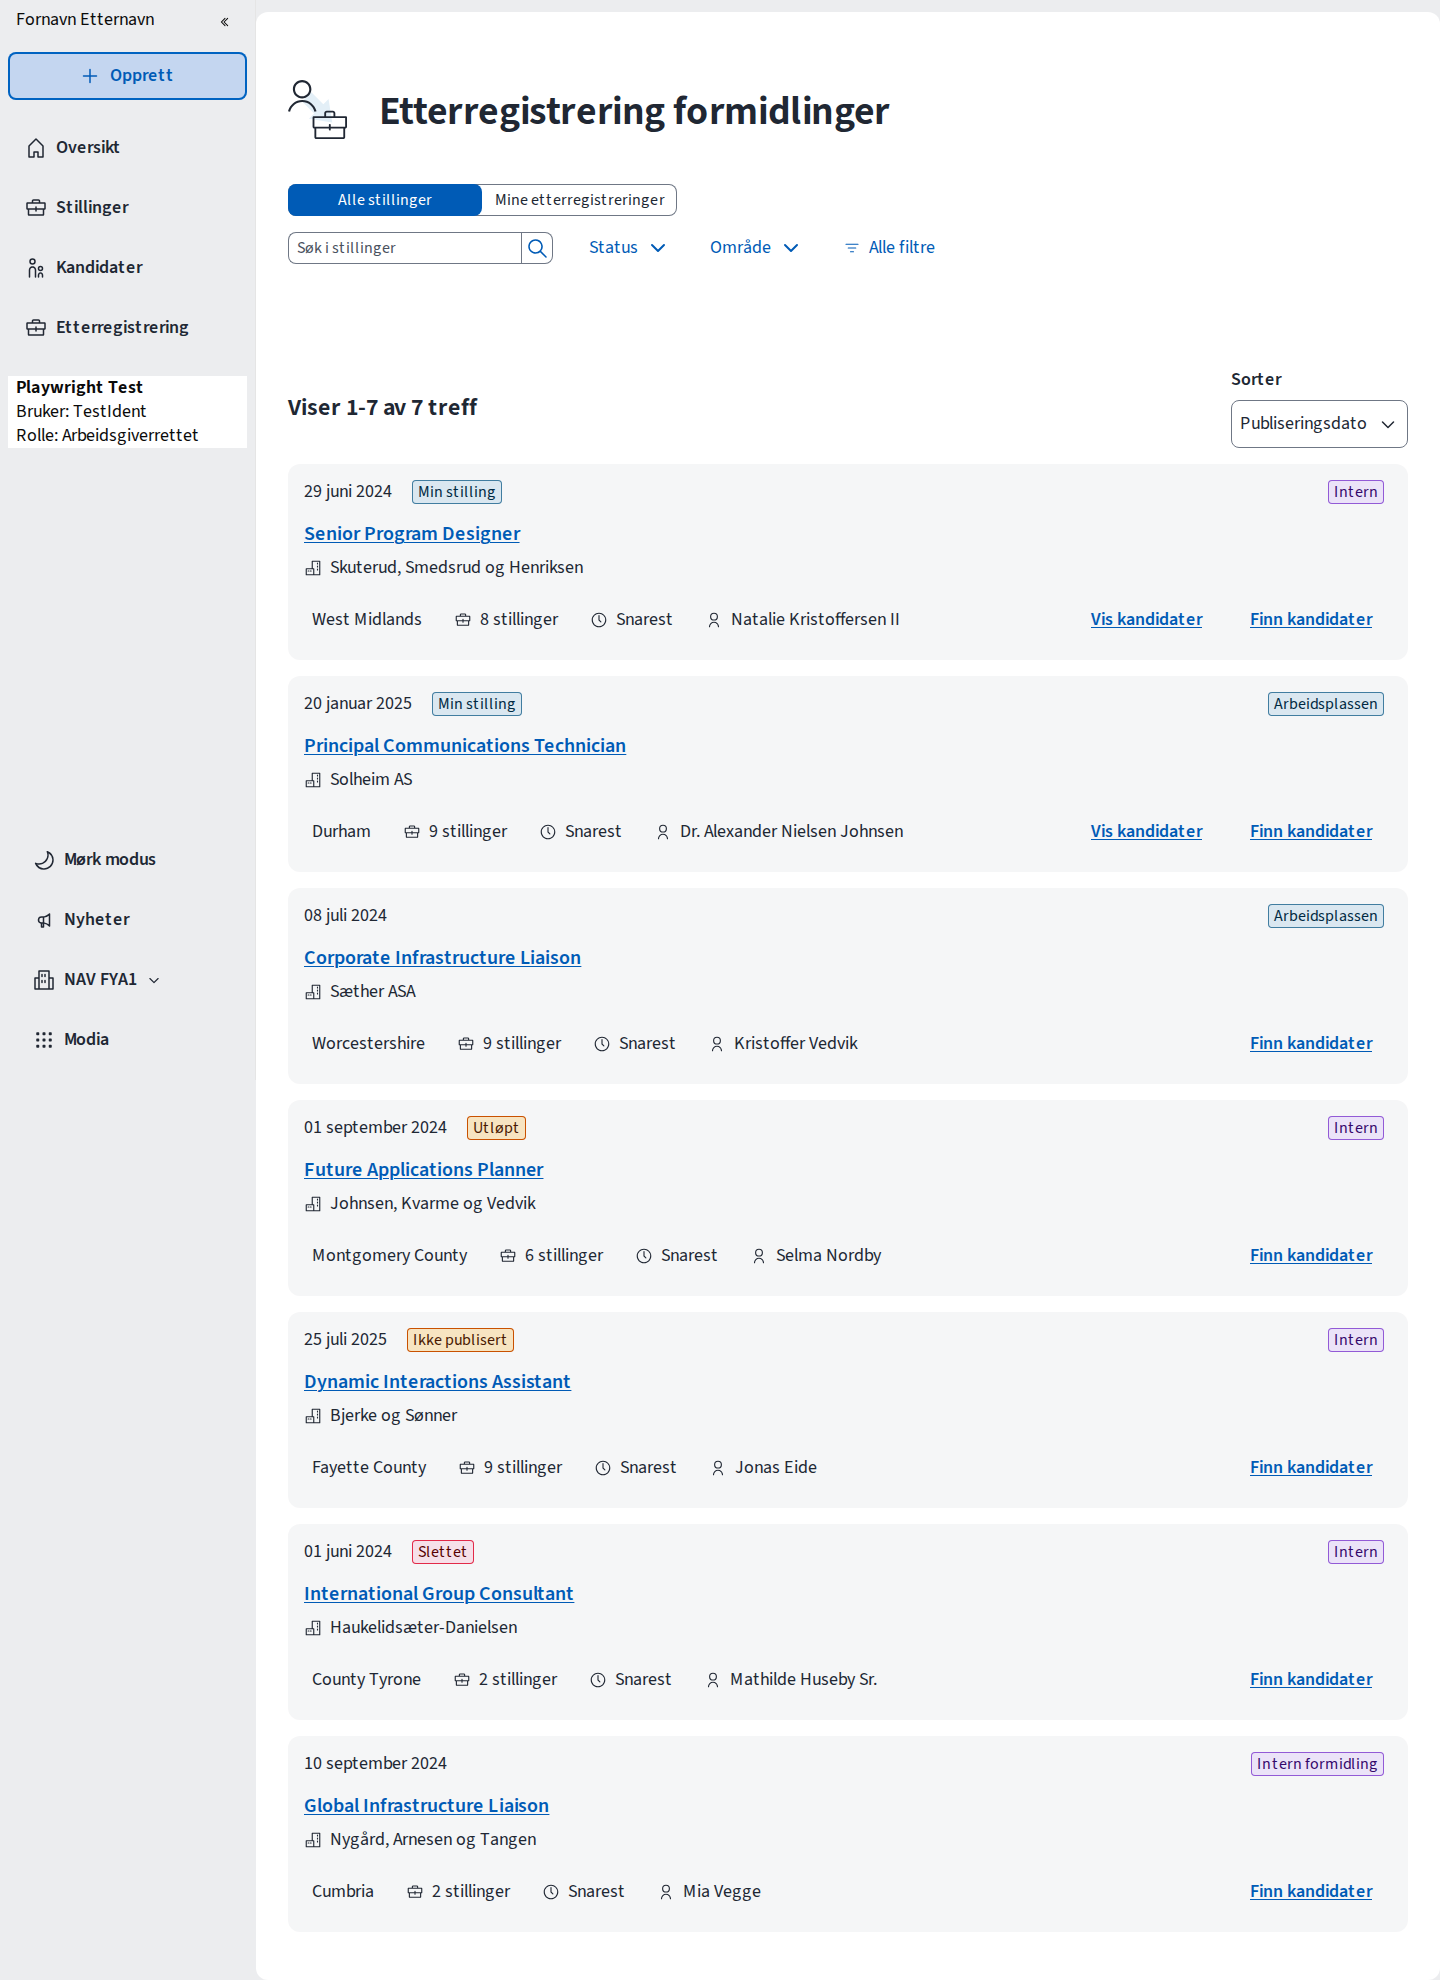 Fornavn Etternavn
Opprett
Oversikt
Stillinger
Kandidater
Etterregistrering
Playwright Test
Bruker: TestIdent
Rolle: Arbeidsgiverrettet
Mørk modus
Nyheter
NAV FYA1
Modia
Etterregistrering formidlinger
Alle stillinger Mine etterregistreringer
Søk i stillinger Status Område Alle filtre
Sorter
Viser 1-7 av 7 treff Publiseringsdato
29 juni 2024 Min stilling Intern
Senior Program Designer
Skuterud, Smedsrud og Henriksen
West Midlands 8 stillinger Snarest Natalie Kristoffersen II Vis kandidater Finn kandidater
20 januar 2025 Min stilling Arbeidsplassen
Principal Communications Technician
Solheim AS
Durham 9 stillinger Snarest Dr. Alexander Nielsen Johnsen Vis kandidater Finn kandidater
08 juli 2024 Arbeidsplassen
Corporate Infrastructure Liaison
Sæther ASA
Worcestershire 9 stillinger Snarest Kristoffer Vedvik Finn kandidater
01 september 2024 Utløpt Intern
Future Applications Planner
Johnsen, Kvarme og Vedvik
Montgomery County 6 stillinger Snarest Selma Nordby Finn kandidater
25 juli 2025 Ikke publisert Intern
Dynamic Interactions Assistant
Bjerke og Sønner
Fayette County 9 stillinger Snarest Jonas Eide Finn kandidater
01 juni 2024 Slettet Intern
International Group Consultant
Haukelidsæter-Danielsen
County Tyrone 2 stillinger Snarest Mathilde Huseby Sr. Finn kandidater
10 september 2024 Intern formidling
Global Infrastructure Liaison
Nygård, Arnesen og Tangen
Cumbria 2 stillinger Snarest Mia Vegge Finn kandidater